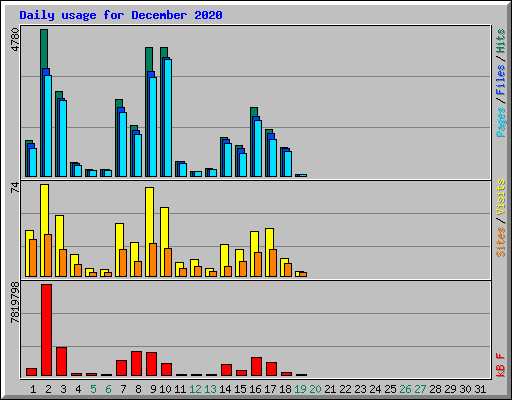 Daily usage for December 2020
4780
Pages / Files / Hits
74
Sites / Visits
7819798
kB F
1 2 3 4 5 6 7 8 9 10 11 12 13 14 15 16 17 18 19 20 21 22 23 24 25 26 27 28 29 30 31